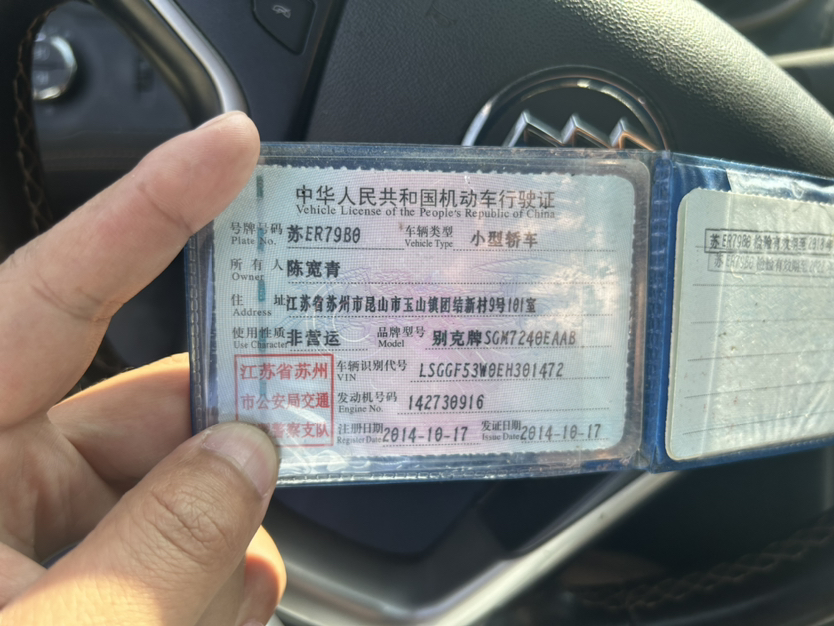 中华人民共和国机动车行驶证
Vehicle License of the People's Republic of China
号牌号码 苏ER79B0 车辆类型 小型轿车
Plate No. Vehicle Type
所有人 陈宽青
Owner
住址 江苏省苏州市昆山市玉山镇团结新村9号101室
Address
使用性质 非营运 品牌型号 别克牌SGM7240EAAB
Use Character Model
车辆识别代号 LSGGF53W0EH301472
VIN
发动机号码 142730916
Engine No.
注册日期 2014-10-17 发证日期 2014-10-17
Register Date Issue Date
江苏省苏州
市公安局交通
警察支队